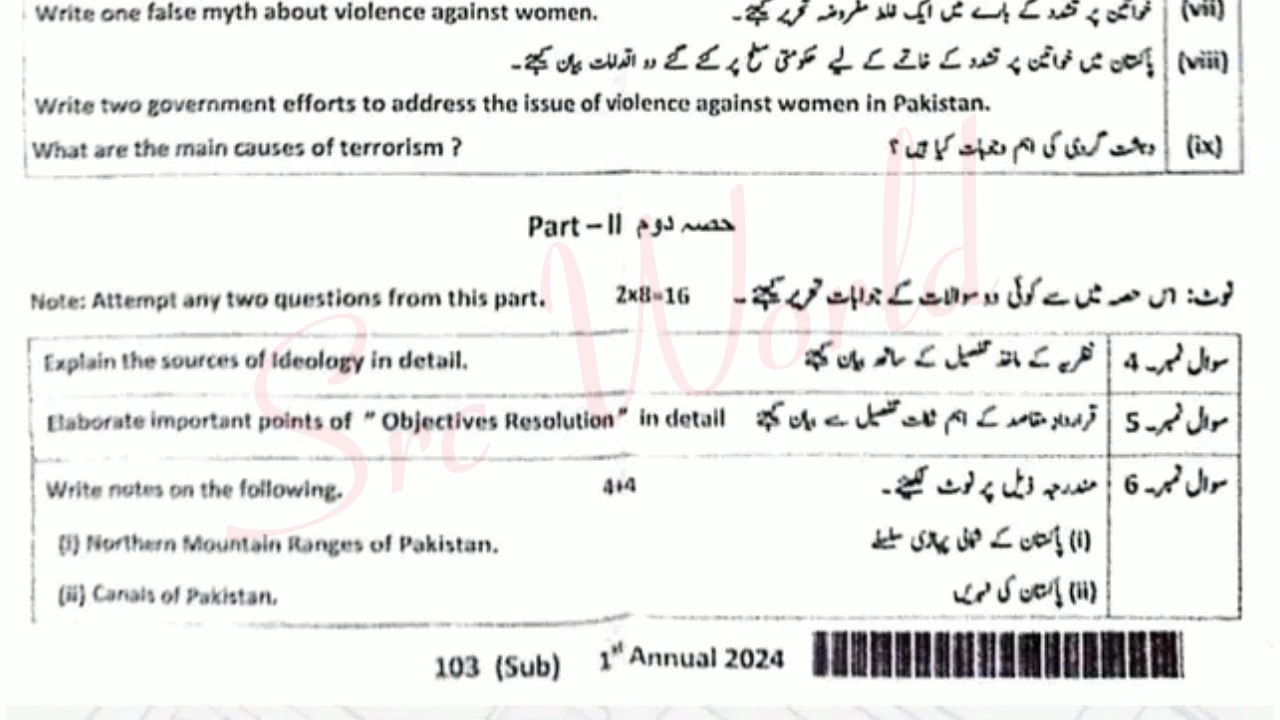 Write one false myth about violence against women. خواتین پر تشدد کے بارے میں ایک غلط مفروضہ تحریر کیجئے۔ (vii)
پاکستان میں خواتین پر تشدد کے خاتمے کے لیے حکومتی سطح پر کئے گئے دو اقدامات بیان کیجئے۔ (viii)
Write two government efforts to address the issue of violence against women in Pakistan.
What are the main causes of terrorism ? دہشت گردی کی اہم وجوہات کیا ہیں ؟ (ix)
Part – II حصہ دوم
Note: Attempt any two questions from this part. 2x8=16 نوٹ: اس حصہ میں سے کوئی دو سوالات کے جوابات تحریر کیجئے۔
Explain the sources of Ideology in detail. نظریے کے ماخذ تفصیل کے ساتھ بیان کیجئے سوال نمبر۔ 4
Elaborate important points of " Objectives Resolution" in detail قرارداد مقاصد کے اہم نکات تفصیل سے بیان کیجئے سوال نمبر۔ 5
Write notes on the following. 4+4 مندرجہ ذیل پر نوٹ لکھیئے۔ سوال نمبر۔ 6
(i) Northern Mountain Ranges of Pakistan. (i) پاکستان کے شمالی پہاڑی سلسلے
(ii) Canals of Pakistan. (ii) پاکستان کی نہریں
103 (Sub) 1st Annual 2024
Src World